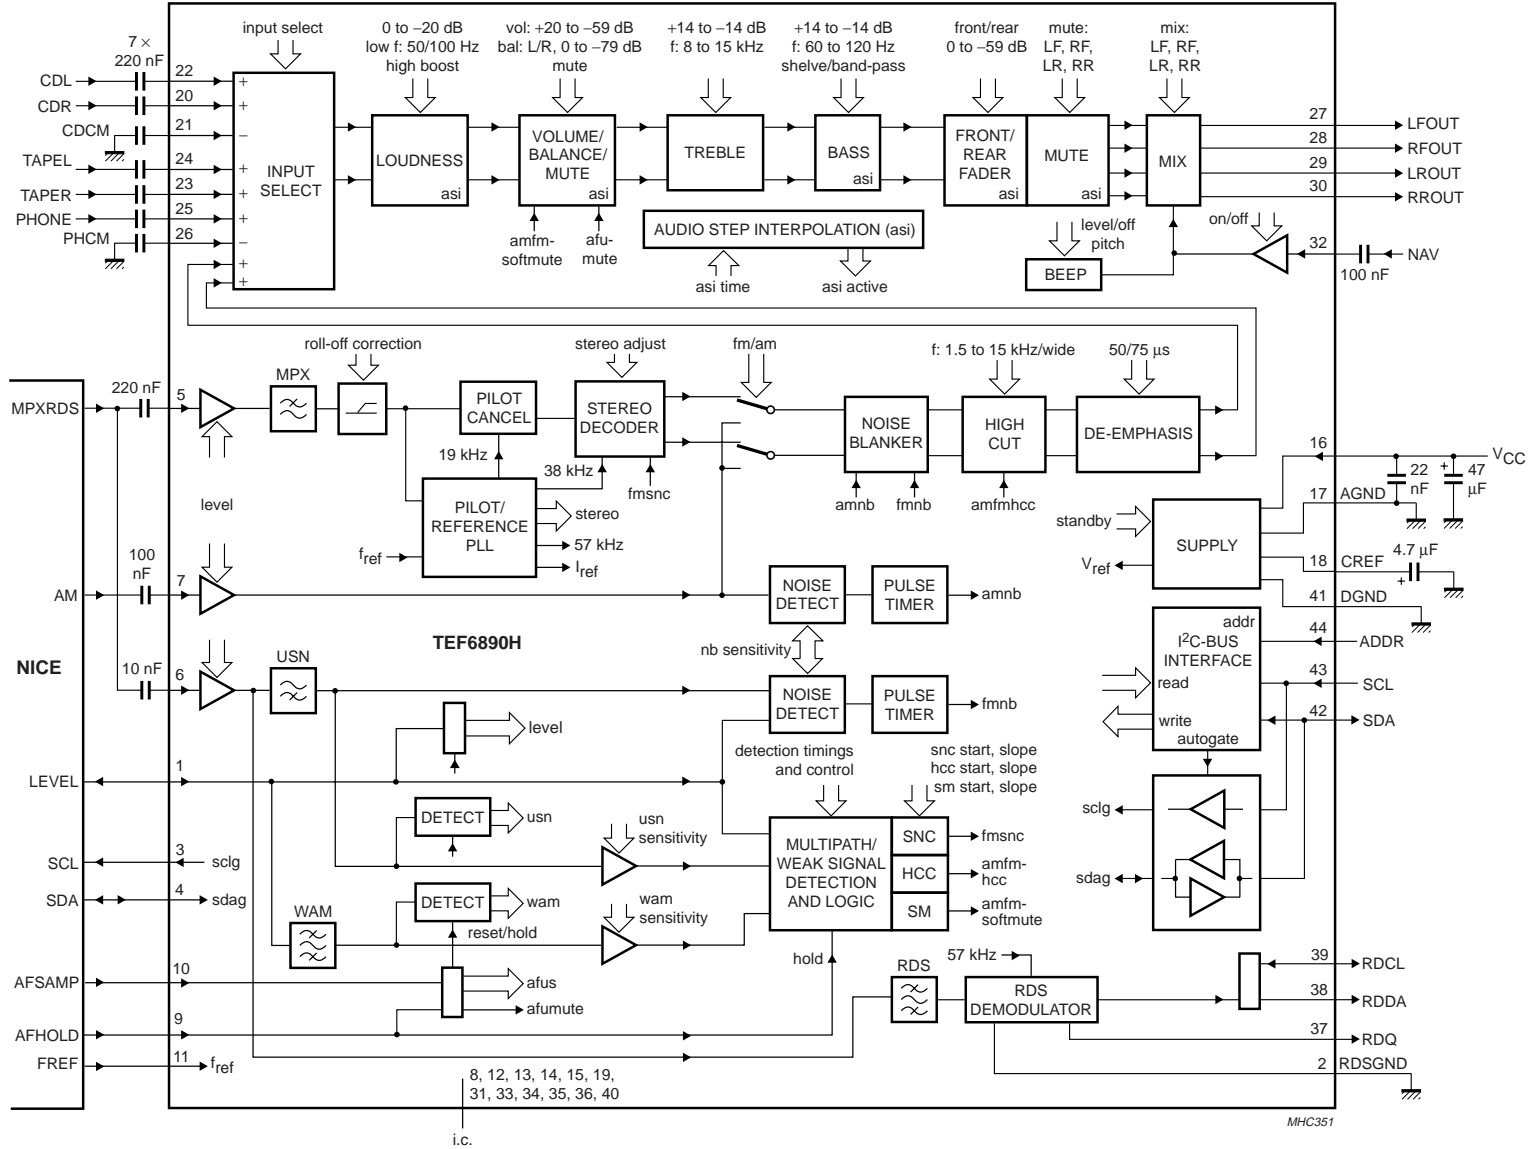 input select
0 to −20 dB
low f: 50/100 Hz
high boost
vol: +20 to −59 dB
bal: L/R, 0 to −79 dB
mute
+14 to −14 dB
f: 8 to 15 kHz
+14 to −14 dB
f: 60 to 120 Hz
shelve/band-pass
front/rear
0 to −59 dB
mute:
LF, RF,
LR, RR
mix:
LF, RF,
LR, RR
7 ×
220 nF
CDL
22
+
CDR
20
+
CDCM
21
−
TAPEL
24
+
TAPER
23
+
PHONE
25
+
PHCM
26
−
+
+
INPUT
SELECT
LOUDNESS
asi
VOLUME/
BALANCE/
MUTE
asi
TREBLE
BASS
asi
FRONT/
REAR
FADER
asi
MUTE
asi
MIX
27
LFOUT
28
RFOUT
29
LROUT
30
RROUT
amfm-
softmute
afu-
mute
AUDIO STEP INTERPOLATION (asi)
asi time
asi active
level/off
pitch
BEEP
on/off
32
NAV
100 nF
roll-off correction
stereo adjust
fm/am
f: 1.5 to 15 kHz/wide
50/75 µs
MPXRDS
220 nF
5
MPX
PILOT
CANCEL
STEREO
DECODER
NOISE
BLANKER
HIGH
CUT
DE-EMPHASIS
19 kHz
38 kHz
fmsnc
amnb
fmnb
amfmhcc
level
PILOT/
REFERENCE
PLL
stereo
57 kHz
Iref
fref
16
VCC
22
nF
+
47
µF
17
AGND
standby
SUPPLY
Vref
4.7 µF
18
CREF
+
41
DGND
100
nF
AM
7
NOISE
DETECT
PULSE
TIMER
amnb
nb sensitivity
TEF6890H
NICE
10 nF
6
USN
NOISE
DETECT
PULSE
TIMER
fmnb
addr
I2C-BUS
INTERFACE
read
write
autogate
44
ADDR
43
SCL
42
SDA
level
detection timings
and control
snc start, slope
hcc start, slope
sm start, slope
LEVEL
1
DETECT
usn
usn
sensitivity
MULTIPATH/
WEAK SIGNAL
DETECTION
AND LOGIC
SNC
fmsnc
HCC
amfm-
hcc
SM
amfm-
softmute
sclg
sdag
SCL
3
sclg
SDA
4
sdag
WAM
DETECT
wam
reset/hold
wam
sensitivity
hold
AFSAMP
10
afus
afumute
AFHOLD
9
FREF
11
fref
RDS
57 kHz
RDS
DEMODULATOR
39
RDCL
38
RDDA
37
RDQ
2
RDSGND
8, 12, 13, 14, 15, 19,
31, 33, 34, 35, 36, 40
i.c.
MHC351